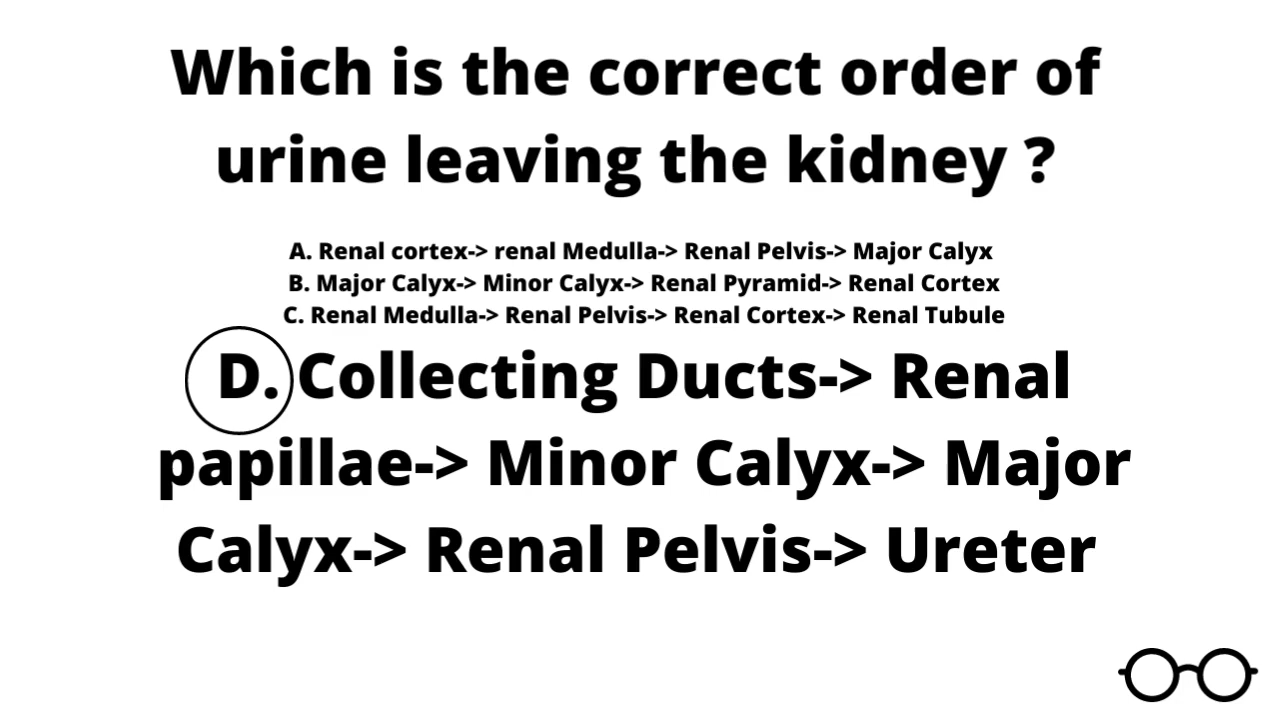 Which is the correct order of
urine leaving the kidney ?
A. Renal cortex-> renal Medulla-> Renal Pelvis-> Major Calyx
B. Major Calyx-> Minor Calyx-> Renal Pyramid-> Renal Cortex
C. Renal Medulla-> Renal Pelvis-> Renal Cortex-> Renal Tubule
D. Collecting Ducts-> Renal
papillae-> Minor Calyx-> Major
Calyx-> Renal Pelvis-> Ureter